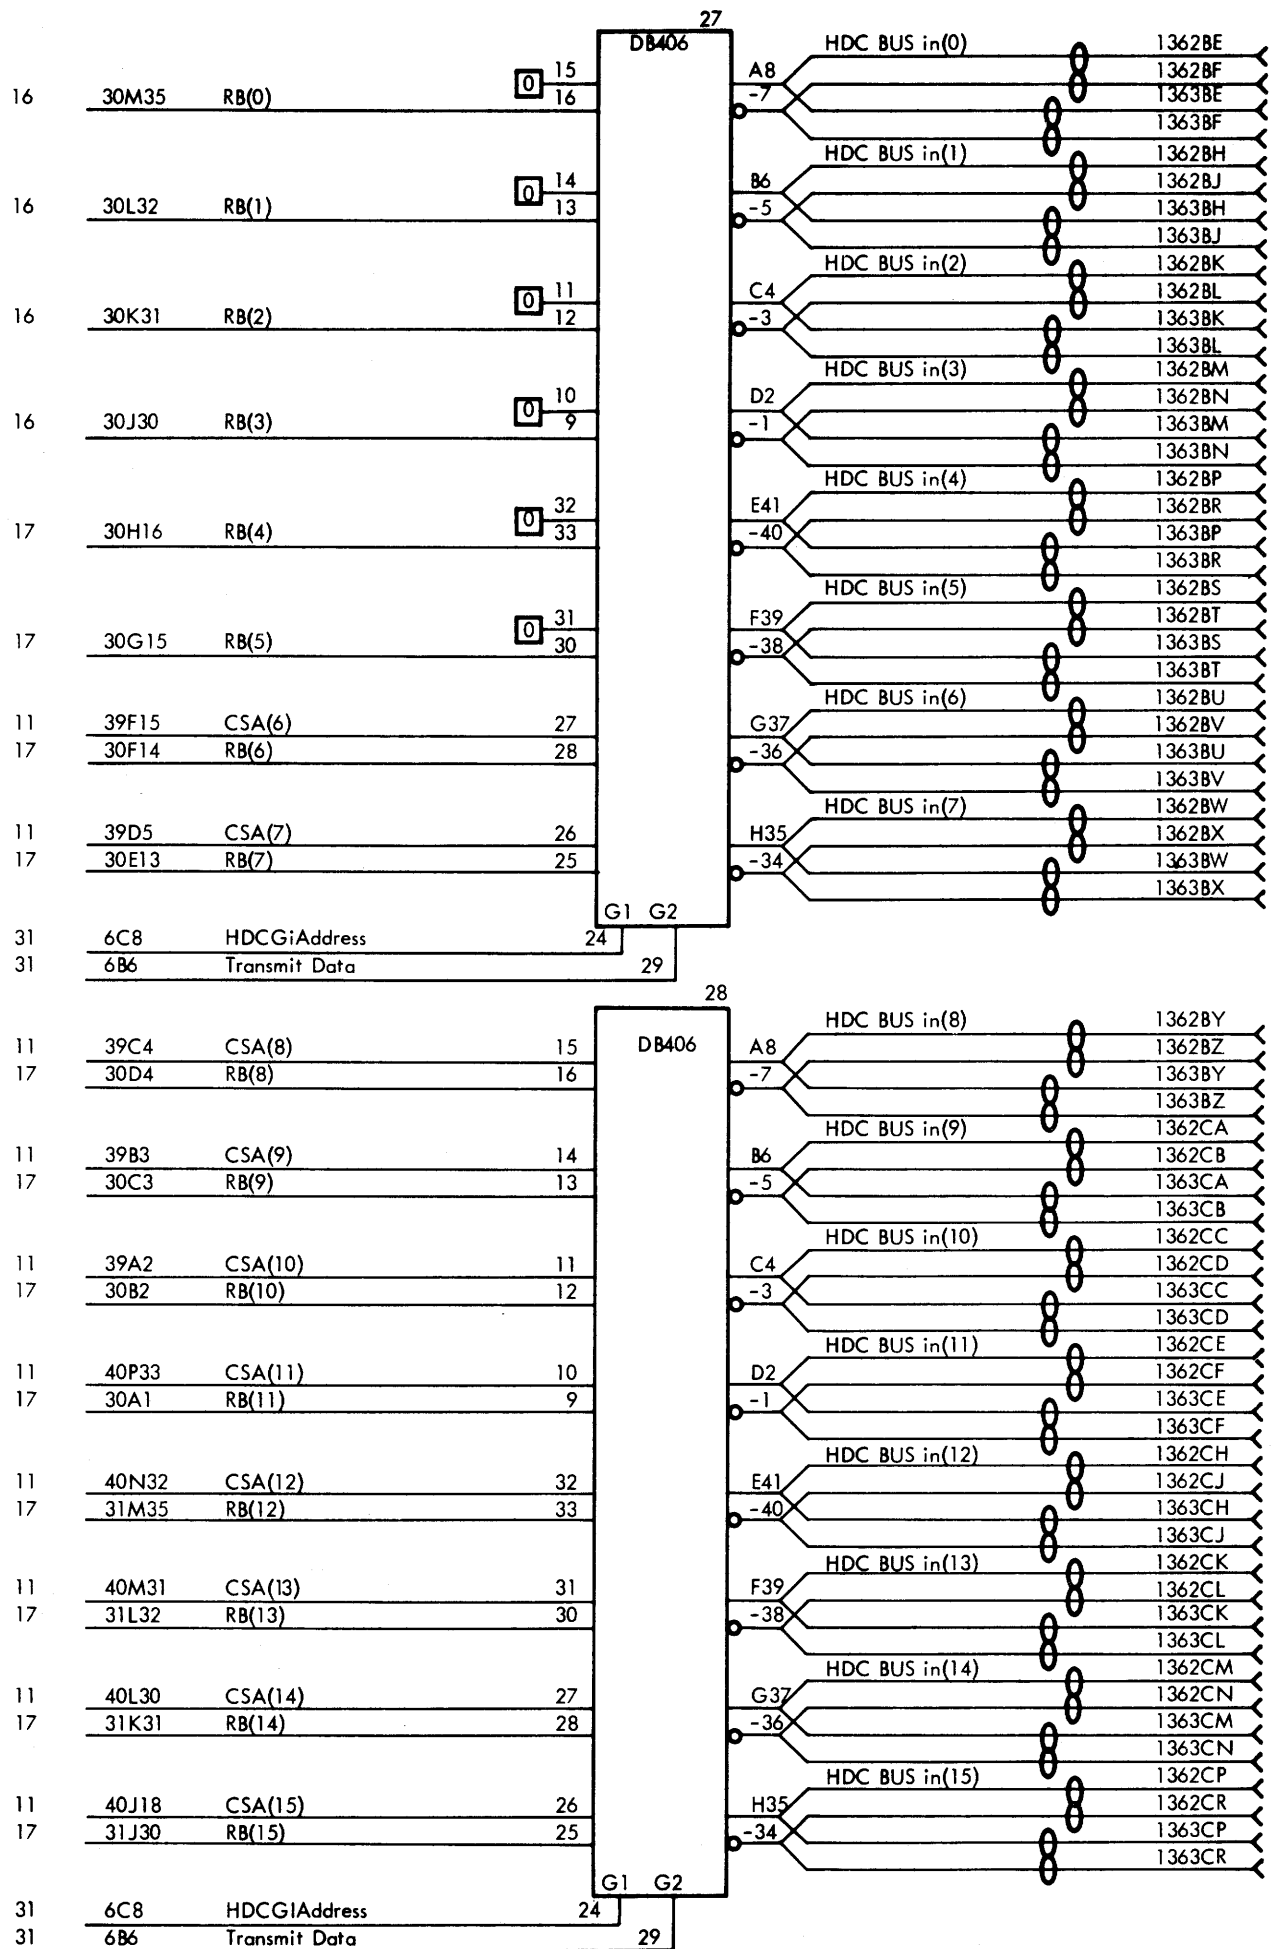 27
DB406
HDC BUS in(0) 1362BE
15 A8 1362BF
0
16 30M35 RB(0) 16 -7 1363BE
1363BF
HDC BUS in(1) 1362BH
14 B6 1362BJ
0
16 30L32 RB(1) 13 -5 1363BH
1363BJ
HDC BUS in(2) 1362BK
11 C4 1362BL
0
16 30K31 RB(2) 12 -3 1363BK
1363BL
HDC BUS in(3) 1362BM
10 D2 1362BN
0
16 30J30 RB(3) 9 -1 1363BM
1363BN
HDC BUS in(4) 1362BP
32 E41 1362BR
0
17 30H16 RB(4) 33 -40 1363BP
1363BR
HDC BUS in(5) 1362BS
31 F39 1362BT
0
17 30G15 RB(5) 30 -38 1363BS
1363BT
HDC BUS in(6) 1362BU
11 39F15 CSA(6) 27 G37 1362BV
17 30F14 RB(6) 28 -36 1363BU
1363BV
HDC BUS in(7) 1362BW
11 39D5 CSA(7) 26 H35 1362BX
17 30E13 RB(7) 25 -34 1363BW
1363BX
G1 G2
31 6C8 HDCGiAddress 24
31 6B6 Transmit Data 29
28
DB406
HDC BUS in(8) 1362BY
11 39C4 CSA(8) 15 A8 1362BZ
17 30D4 RB(8) 16 -7 1363BY
1363BZ
HDC BUS in(9) 1362CA
11 39B3 CSA(9) 14 B6 1362CB
17 30C3 RB(9) 13 -5 1363CA
1363CB
HDC BUS in(10) 1362CC
11 39A2 CSA(10) 11 C4 1362CD
17 30B2 RB(10) 12 -3 1363CC
1363CD
HDC BUS in(11) 1362CE
11 40P33 CSA(11) 10 D2 1362CF
17 30A1 RB(11) 9 -1 1363CE
1363CF
HDC BUS in(12) 1362CH
11 40N32 CSA(12) 32 E41 1362CJ
17 31M35 RB(12) 33 -40 1363CH
1363CJ
HDC BUS in(13) 1362CK
11 40M31 CSA(13) 31 F39 1362CL
17 31L32 RB(13) 30 -38 1363CK
1363CL
HDC BUS in(14) 1362CM
11 40L30 CSA(14) 27 G37 1362CN
17 31K31 RB(14) 28 -36 1363CM
1363CN
HDC BUS in(15) 1362CP
11 40J18 CSA(15) 26 H35 1362CR
17 31J30 RB(15) 25 -34 1363CP
1363CR
G1 G2
31 6C8 HDCGIAddress 24
31 6B6 Transmit Data 29